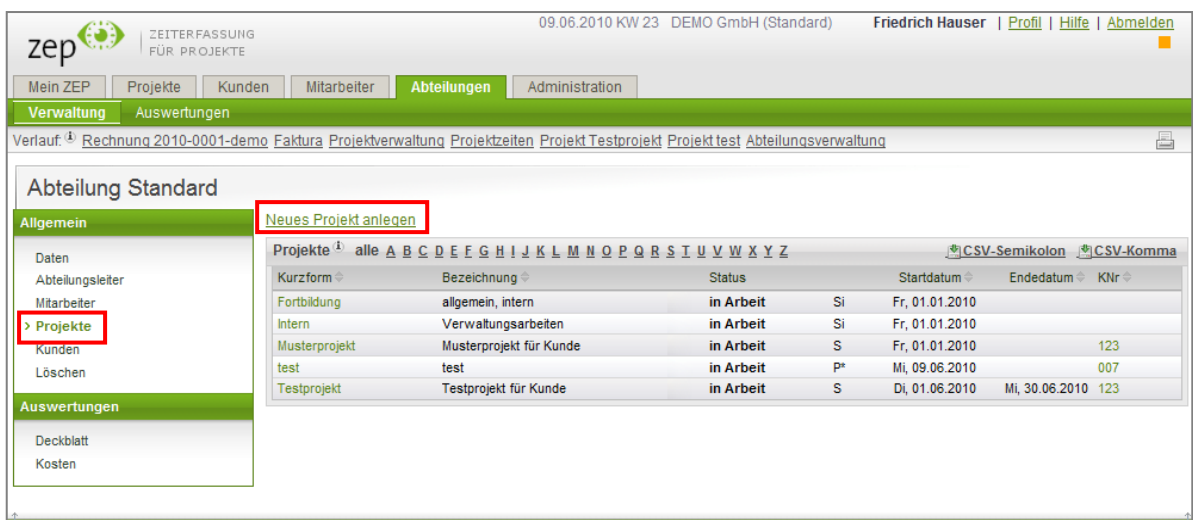 09.06.2010 KW 23 DEMO GmbH (Standard) Friedrich Hauser | Profil | Hilfe | Abmelden
zep ZEITERFASSUNG
FÜR PROJEKTE
Mein ZEP Projekte Kunden Mitarbeiter Abteilungen Administration
Verwaltung Auswertungen
Verlauf: Rechnung 2010-0001-demo Faktura Projektverwaltung Projektzeiten Projekt Testprojekt Projekt test Abteilungsverwaltung
Abteilung Standard
Allgemein
Daten
Abteilungsleiter
Mitarbeiter
> Projekte
Kunden
Löschen
Auswertungen
Deckblatt
Kosten
Neues Projekt anlegen
Projekte alle A B C D E F G H I J K L M N O P Q R S T U V W X Y Z CSV-Semikolon CSV-Komma
Kurzform Bezeichnung Status Startdatum Endedatum KNr
Fortbildung allgemein, intern in Arbeit Si Fr, 01.01.2010
Intern Verwaltungsarbeiten in Arbeit Si Fr, 01.01.2010
Musterprojekt Musterprojekt für Kunde in Arbeit S Fr, 01.01.2010 123
test test in Arbeit P* Mi, 09.06.2010 007
Testprojekt Testprojekt für Kunde in Arbeit S Di, 01.06.2010 Mi, 30.06.2010 123